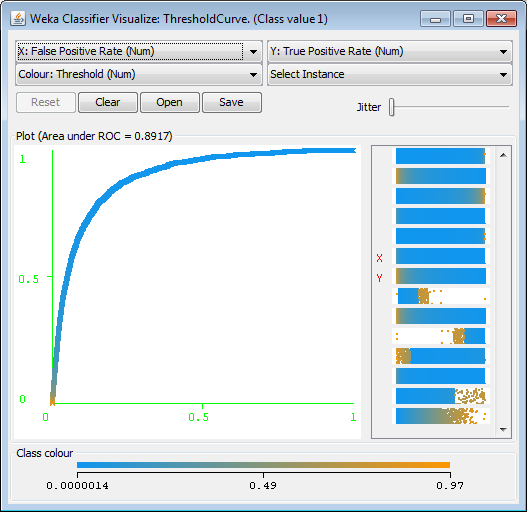 Weka Classifier Visualize: ThresholdCurve. (Class value 1)
X: False Positive Rate (Num)
Y: True Positive Rate (Num)
Colour: Threshold (Num)
Select Instance
Reset
Clear
Open
Save
Jitter
Plot (Area under ROC = 0.8917)
1
0.5
0
0
0.5
1
X
Y
Class colour
0.0000014
0.49
0.97